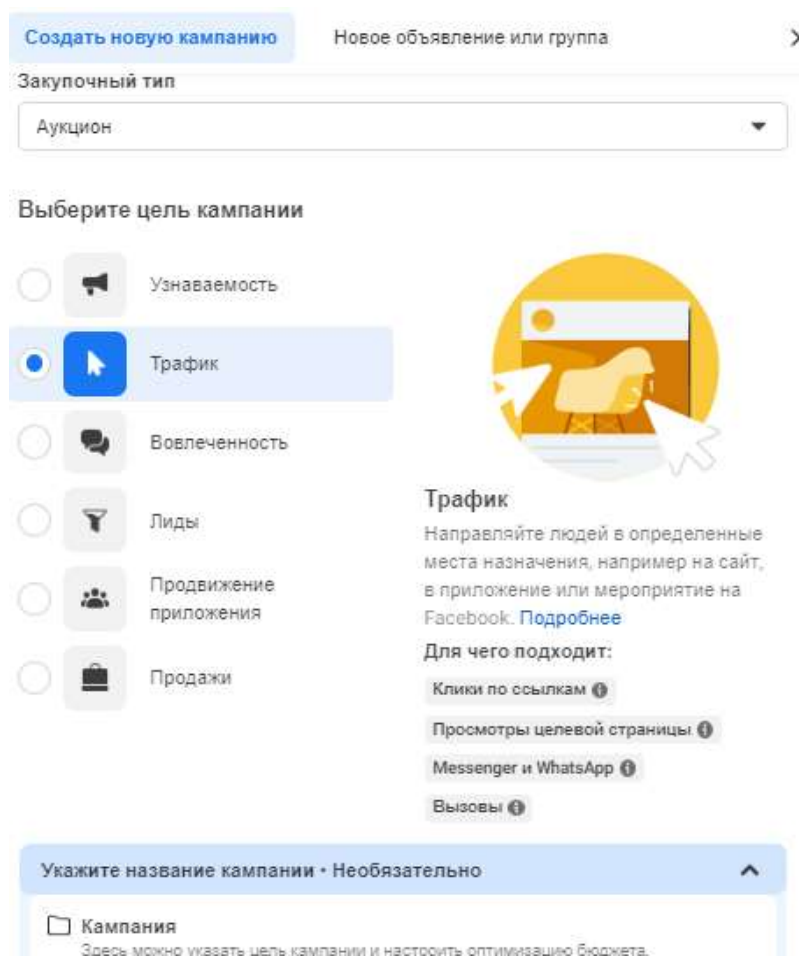 Создать новую кампанию
Новое объявление или группа
Закупочный тип
Аукцион
Выберите цель кампании
Узнаваемость
Трафик
Вовлеченность
Лиды
Продвижение
приложения
Продажи
Трафик
Направляйте людей в определенные
места назначения, например на сайт,
в приложение или мероприятие на
Facebook. Подробнее
Для чего подходит:
Клики по ссылкам
Просмотры целевой страницы
Messenger и WhatsApp
Вызовы
Укажите название кампании • Необязательно
Кампания
Здесь можно указать цель кампании и настроить оптимизацию бюджета.